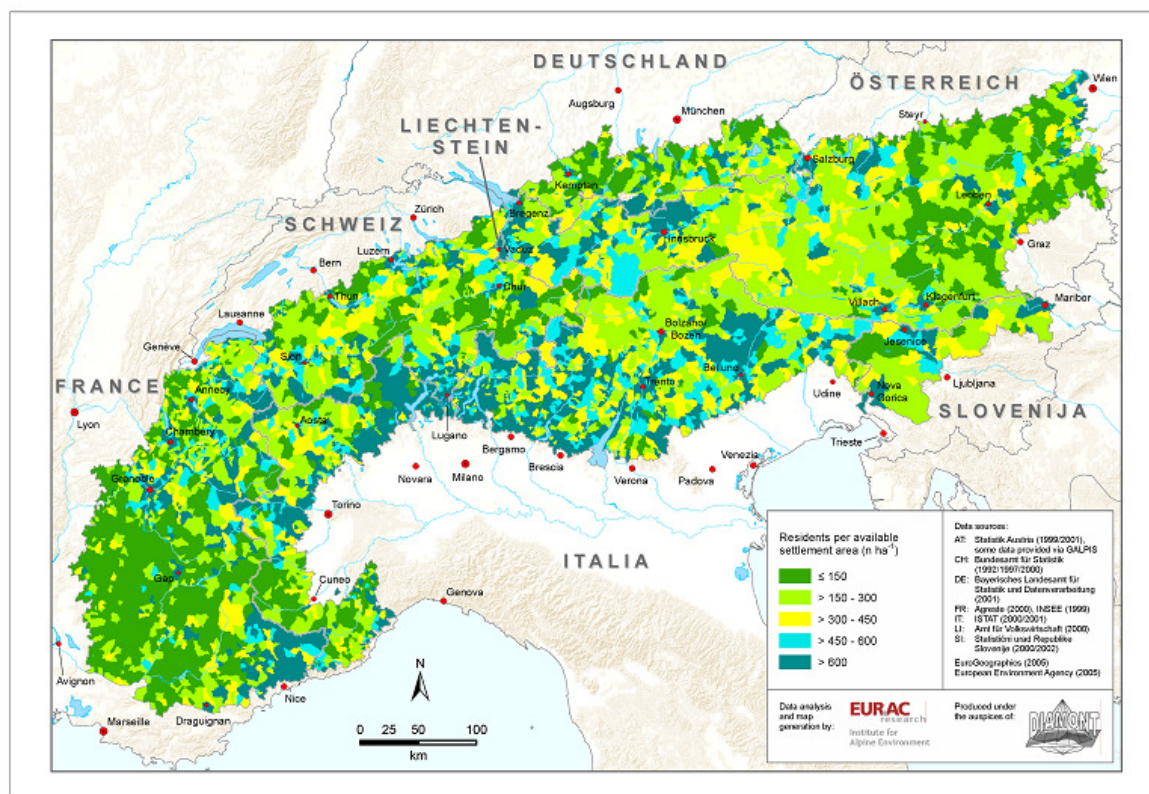 DEUTSCHLAND
ÖSTERREICH
Wien
Augsburg
München
Steyr
LIECHTEN-
STEIN
Salzburg
Kempten
Leoben
Zürich
Bregenz
SCHWEIZ
Innsbruck
Graz
Luzern
Vaduz
Bern
Chur
Thun
Villach
Klagenfurt
Maribor
Lausanne
Bolzano/
Bozen
Jesenice
Genève
Sion
Belluno
Trento
Ljubljana
FRANCE
Annecy
Udine
Nova
Gorica
SLOVENIJA
Lyon
Chambery
Aosta
Lugano
Trieste
Bergamo
Brescia
Venezia
Grenoble
Novara
Milano
Verona
Padova
Torino
ITALIA
Gap
Cuneo
Genova
Avignon
N
Nice
Marseille
Draguignan
0 25 50 100
km
Residents per available
settlement area (n ha⁻¹)
≤ 150
> 150 - 300
> 300 - 450
> 450 - 600
> 600
Data sources:
AT: Statistik Austria (1999/2001),
some data provided via GALPIS
CH: Bundesamt für Statistik
(1992/1997/2000)
DE: Bayerisches Landesamt für
Statistik und Datenverarbeitung
(2001)
FR: Agreste (2000), INSEE (1999)
IT: ISTAT (2000/2001)
LI: Amt für Volkswirtschaft (2000)
SI: Statistični urad Republike
Slovenije (2000/2002)
EuroGeographics (2005)
European Environment Agency (2005)
Data analysis
and map
generation by:
EURAC
research
Institute for
Alpine Environment
Produced under
the auspices of:
DIAMONT